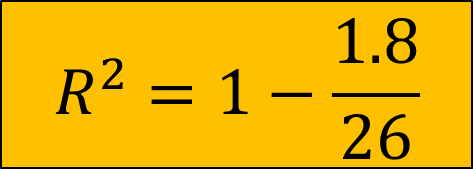 R² = 1 − 1.8/26